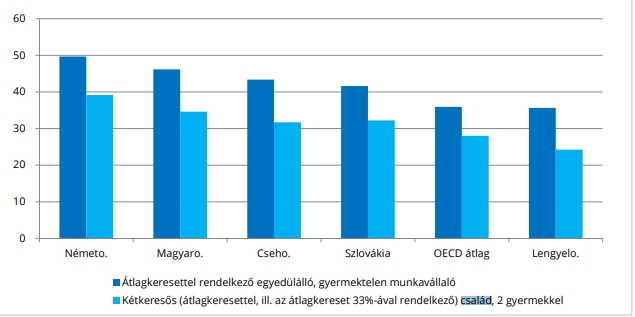 60
50
40
30
20
10
0
Németo.
Magyaro.
Cseho.
Szlovákia
OECD átlag
Lengyelo.
Átlagkeresettel rendelkező egyedülálló, gyermektelen munkavállaló
Kétkeresős (átlagkeresettel, ill. az átlagkereset 33%-ával rendelkező) család, 2 gyermekkel